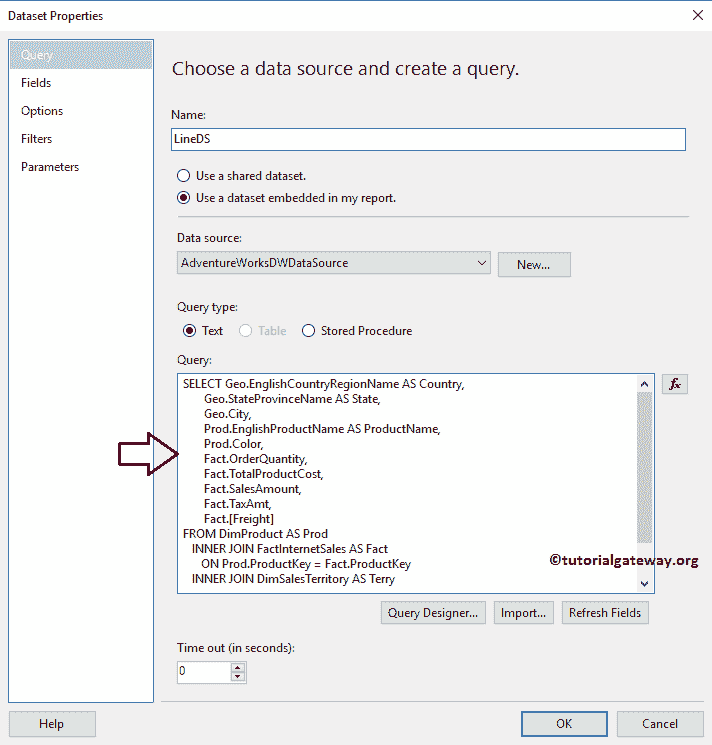 Dataset Properties
Query
Fields
Options
Filters
Parameters
Choose a data source and create a query.
Name:
LineDS
Use a shared dataset.
Use a dataset embedded in my report.
Data source:
AdventureWorksDWDataSource
New...
Query type:
Text
Table
Stored Procedure
Query:
fx
SELECT Geo.EnglishCountryRegionName AS Country,
Geo.StateProvinceName AS State,
Geo.City,
Prod.EnglishProductName AS ProductName,
Prod.Color,
Fact.OrderQuantity,
Fact.TotalProductCost,
Fact.SalesAmount,
Fact.TaxAmt,
Fact.[Freight]
FROM DimProduct AS Prod
INNER JOIN FactInternetSales AS Fact
ON Prod.ProductKey = Fact.ProductKey
INNER JOIN DimSalesTerritory AS Terry
©tutorialgateway.org
Query Designer...
Import...
Refresh Fields
Time out (in seconds):
0
Help
OK
Cancel